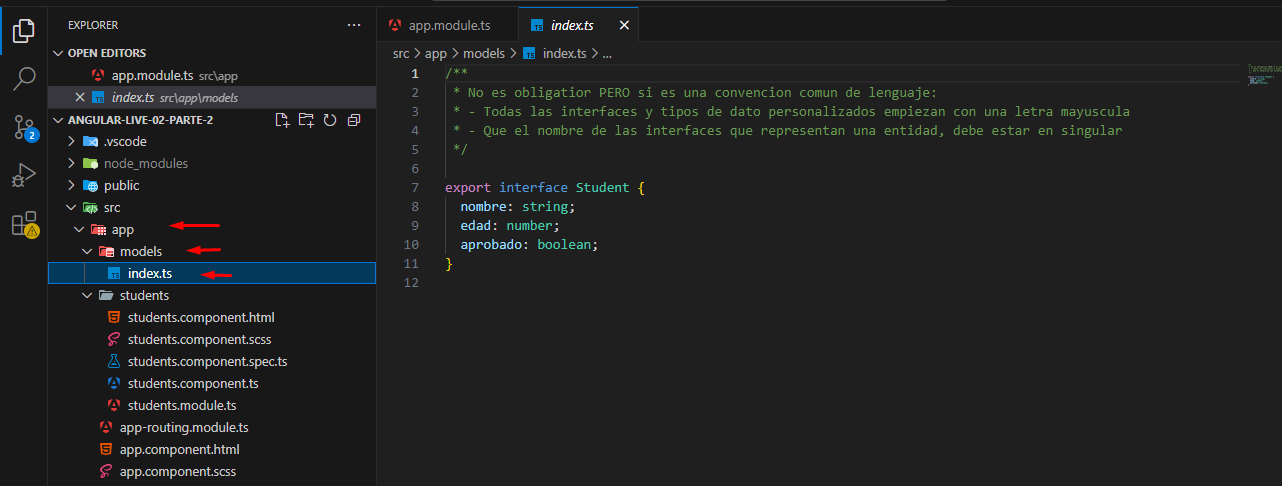 EXPLORER ...
OPEN EDITORS
app.module.ts src\app
index.ts src\app\models
ANGULAR-LIVE-02-PARTE-2
.vscode
node_modules
public
src
app
models
index.ts
students
students.component.html
students.component.scss
students.component.spec.ts
students.component.ts
students.module.ts
app-routing.module.ts
app.component.html
app.component.scss
2
app.module.ts
TS index.ts
src > app > models > TS index.ts > ...
1 /**
2 * No es obligatior PERO si es una convencion comun de lenguaje:
3 * - Todas las interfaces y tipos de dato personalizados empiezan con una letra mayuscula
4 * - Que el nombre de las interfaces que representan una entidad, debe estar en singular
5 */
6
7 export interface Student {
8 nombre: string;
9 edad: number;
10 aprobado: boolean;
11 }
12